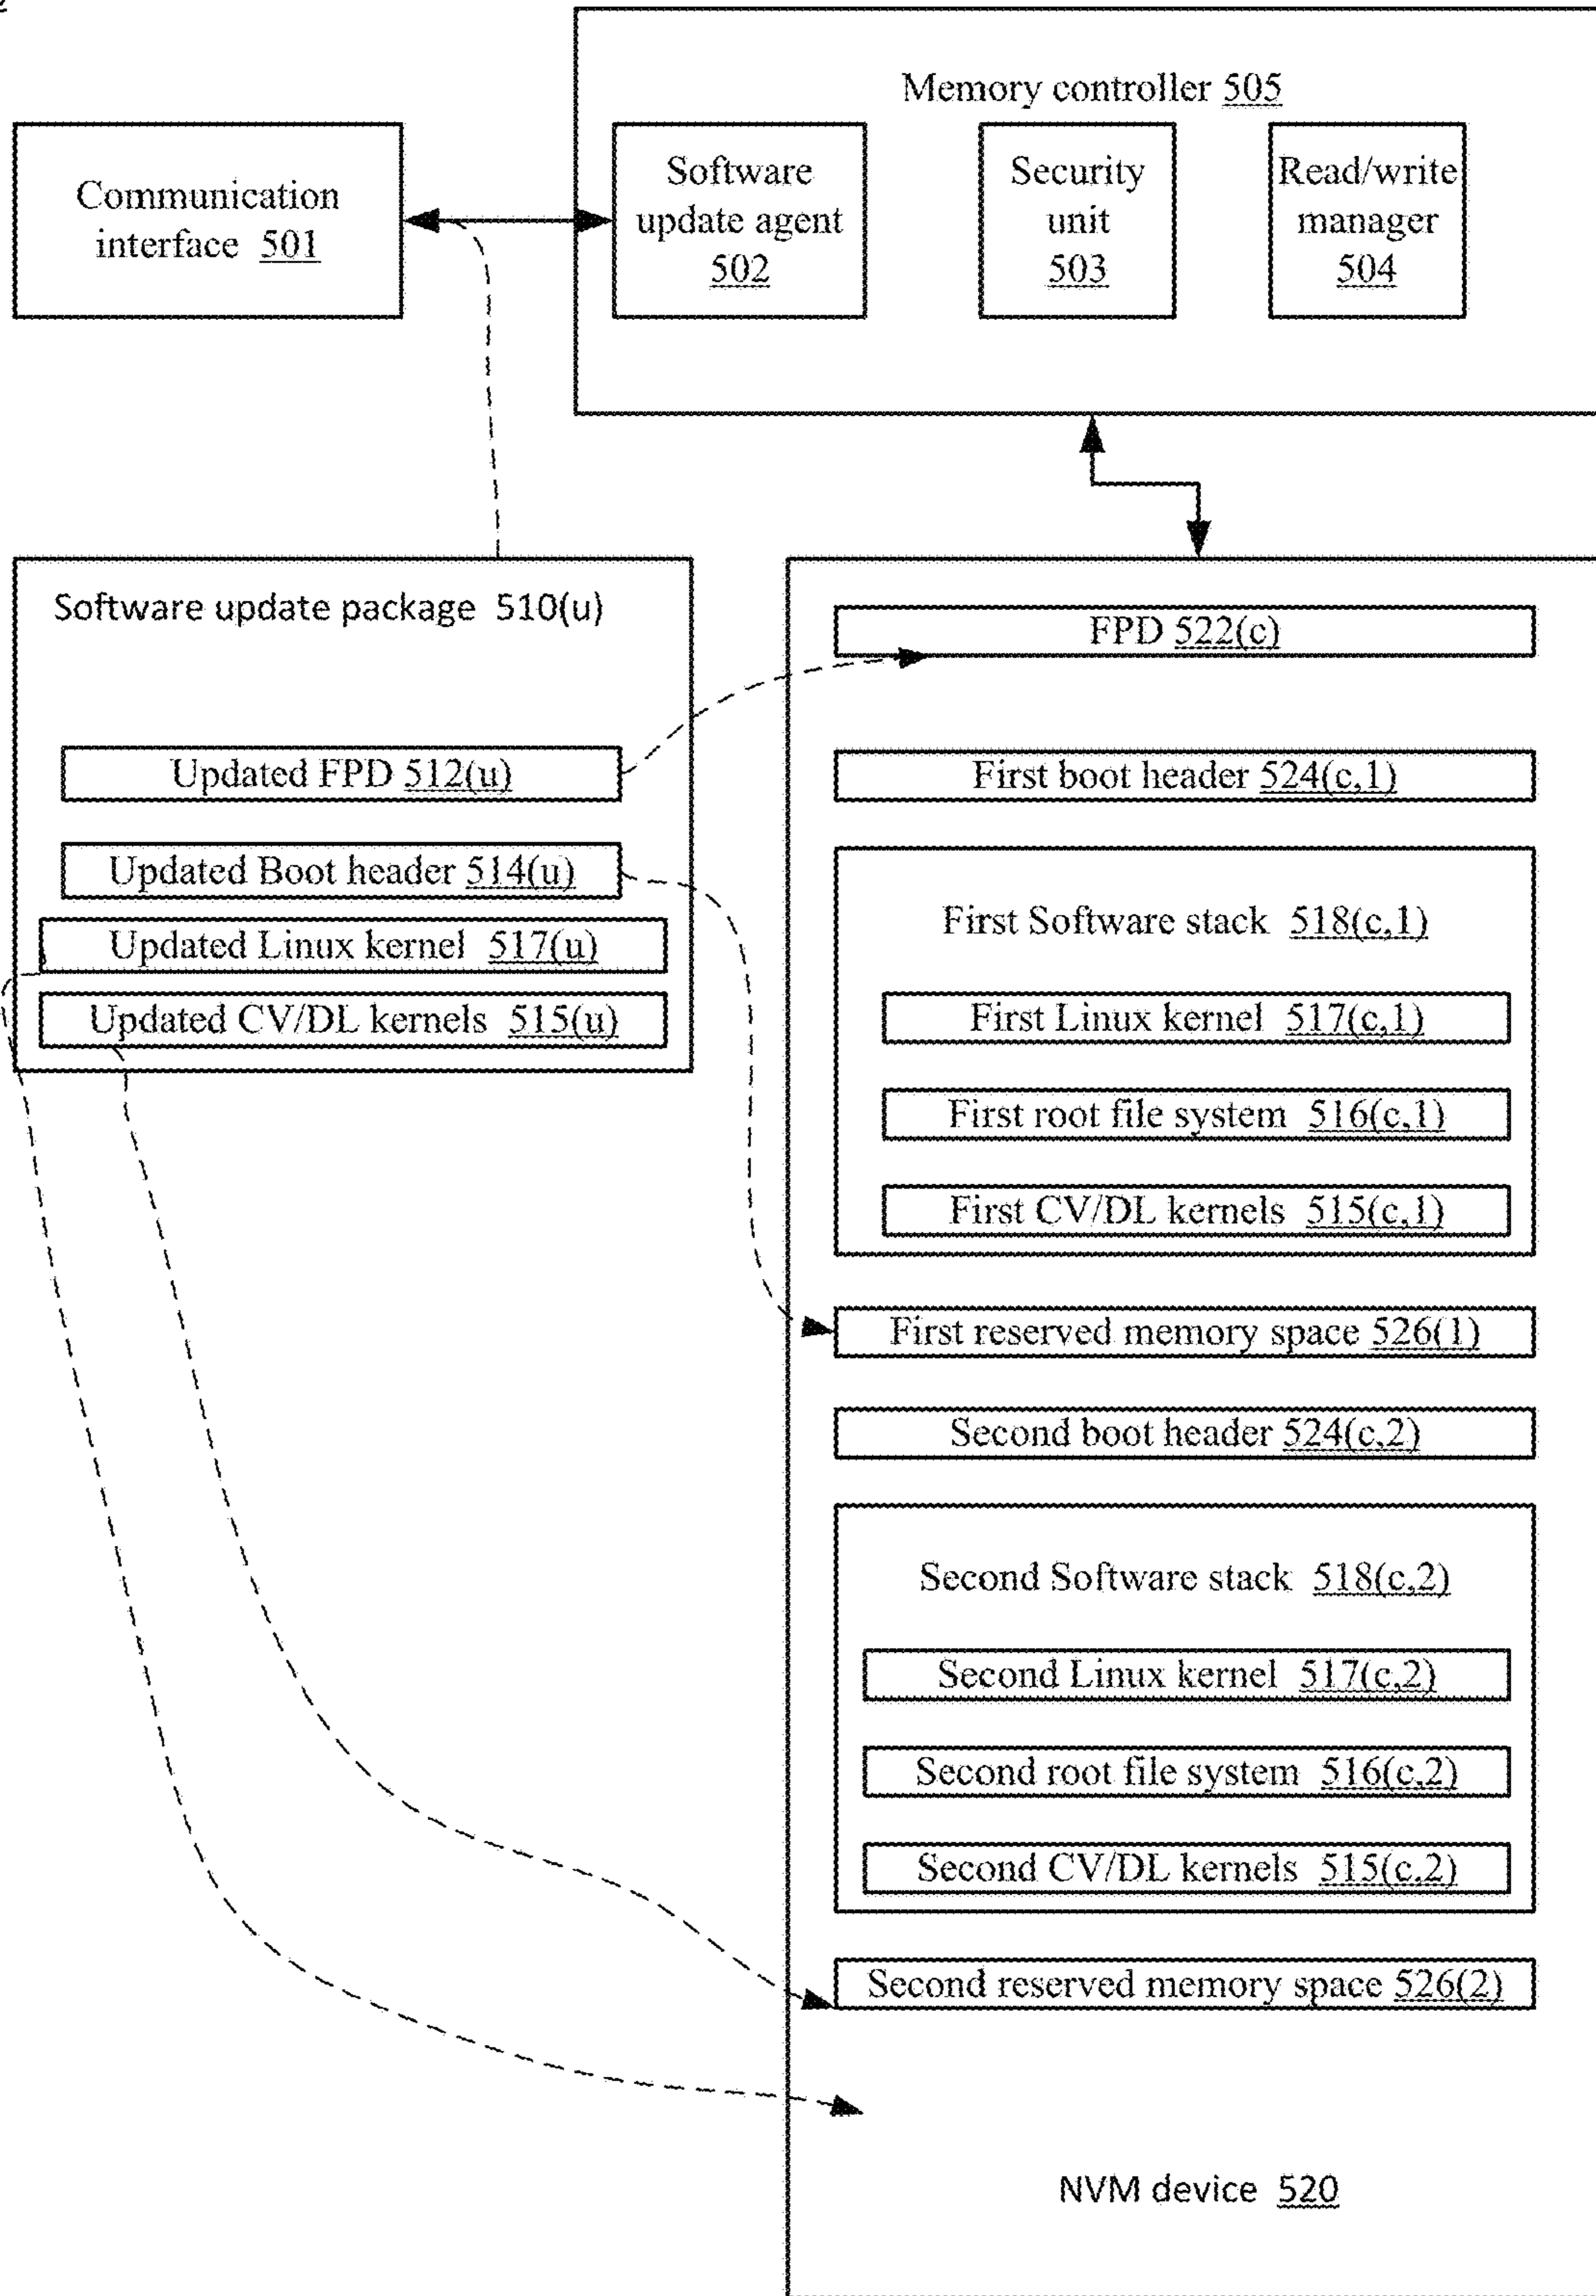 Memory controller 505
Communication
interface 501
Software
update agent
502
Security
unit
503
Read/write
manager
504
Software update package 510(u)
Updated FPD 512(u)
Updated Boot header 514(u)
Updated Linux kernel 517(u)
Updated CV/DL kernels 515(u)
FPD 522(c)
First boot header 524(c,1)
First Software stack 518(c,1)
First Linux kernel 517(c,1)
First root file system 516(c,1)
First CV/DL kernels 515(c,1)
First reserved memory space 526(1)
Second boot header 524(c,2)
Second Software stack 518(c,2)
Second Linux kernel 517(c,2)
Second root file system 516(c,2)
Second CV/DL kernels 515(c,2)
Second reserved memory space 526(2)
NVM device 520